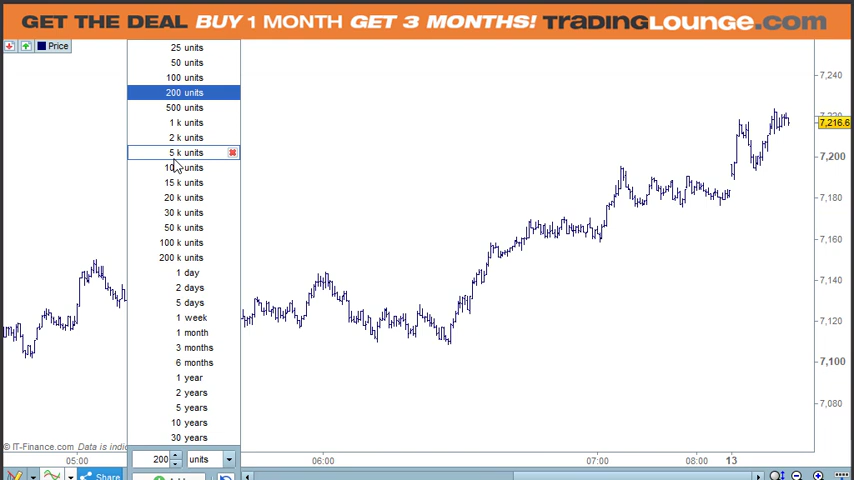 GET THE DEAL BUY 1 MONTH GET 3 MONTHS! TRADINGLOUNGE.com
Price
25 units
50 units
100 units
200 units
500 units
1 k units
2 k units
5 k units
units
15 k units
20 k units
30 k units
50 k units
100 k units
200 k units
1 day
2 days
5 days
1 week
1 month
3 months
6 months
1 year
2 years
5 years
10 years
30 years
7,240
7,216.6
7,200
7,180
7,160
7,140
7,120
7,100
7,080
© IT-Finance.com Data is indic
200 units
05:00 06:00 07:00 08:00 13
Share